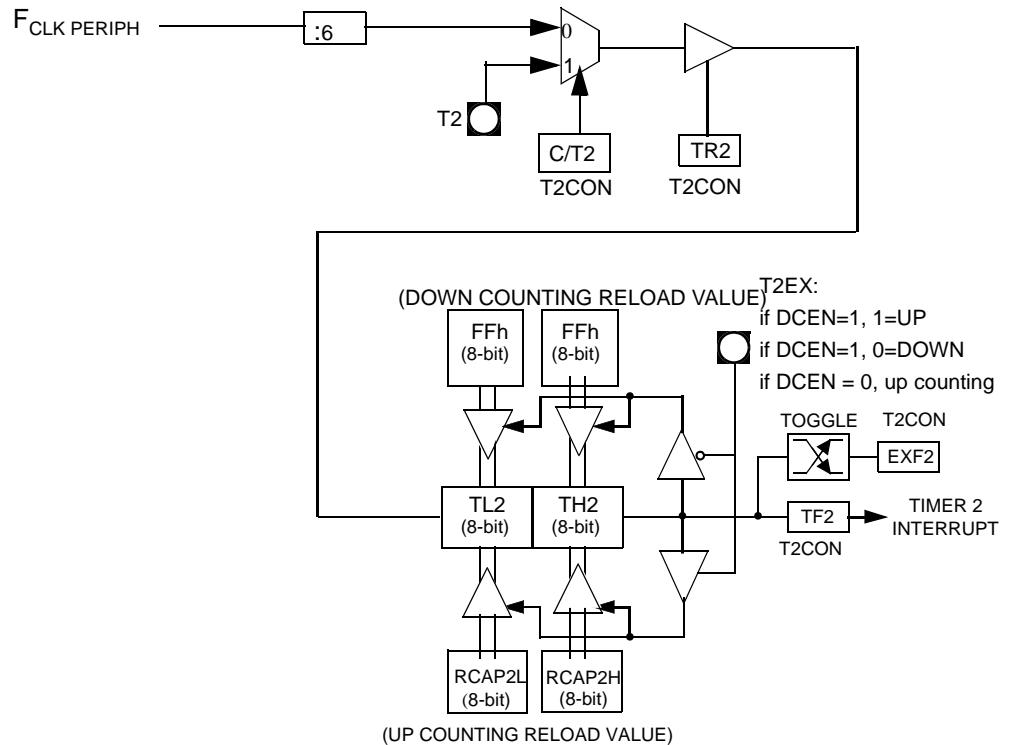 FCLK PERIPH
:6
0
1
T2
C/T2
T2CON
TR2
T2CON
(DOWN COUNTING RELOAD VALUE)
T2EX:
if DCEN=1, 1=UP
if DCEN=1, 0=DOWN
if DCEN = 0, up counting
FFh
(8-bit)
FFh
(8-bit)
TOGGLE
T2CON
EXF2
TL2
(8-bit)
TH2
(8-bit)
TF2
T2CON
TIMER 2
INTERRUPT
RCAP2L
(8-bit)
RCAP2H
(8-bit)
(UP COUNTING RELOAD VALUE)